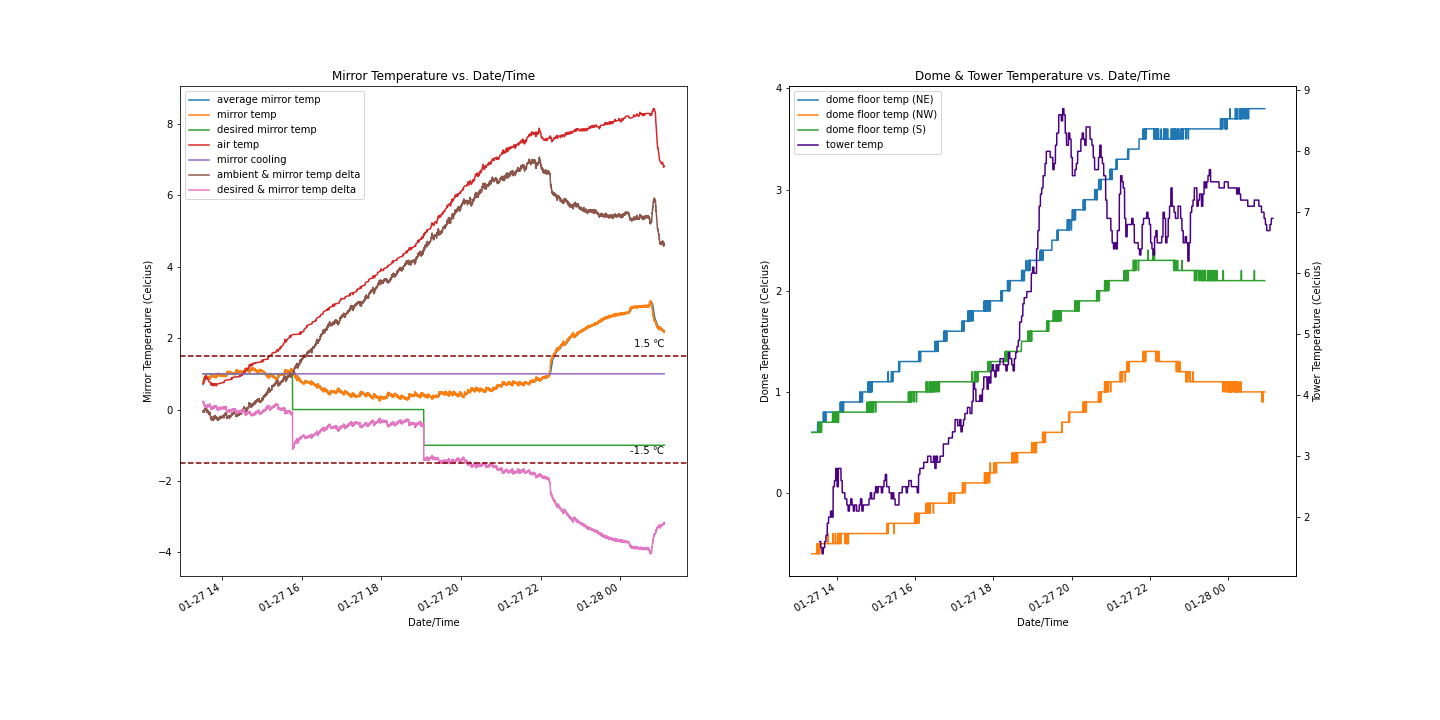 Mirror Temperature vs. Date/Time
average mirror temp
mirror temp
desired mirror temp
air temp
mirror cooling
ambient & mirror temp delta
desired & mirror temp delta
Mirror Temperature (Celcius)
8
6
4
2
0
−2
−4
1.5 °C
-1.5 °C
01-27 14
01-27 16
01-27 18
01-27 20
01-27 22
01-28 00
Date/Time
Dome & Tower Temperature vs. Date/Time
dome floor temp (NE)
dome floor temp (NW)
dome floor temp (S)
tower temp
Dome Temperature (Celcius)
4
3
2
1
0
9
8
7
6
5
4
3
2
Tower Temperature (Celcius)
01-27 14
01-27 16
01-27 18
01-27 20
01-27 22
01-28 00
Date/Time